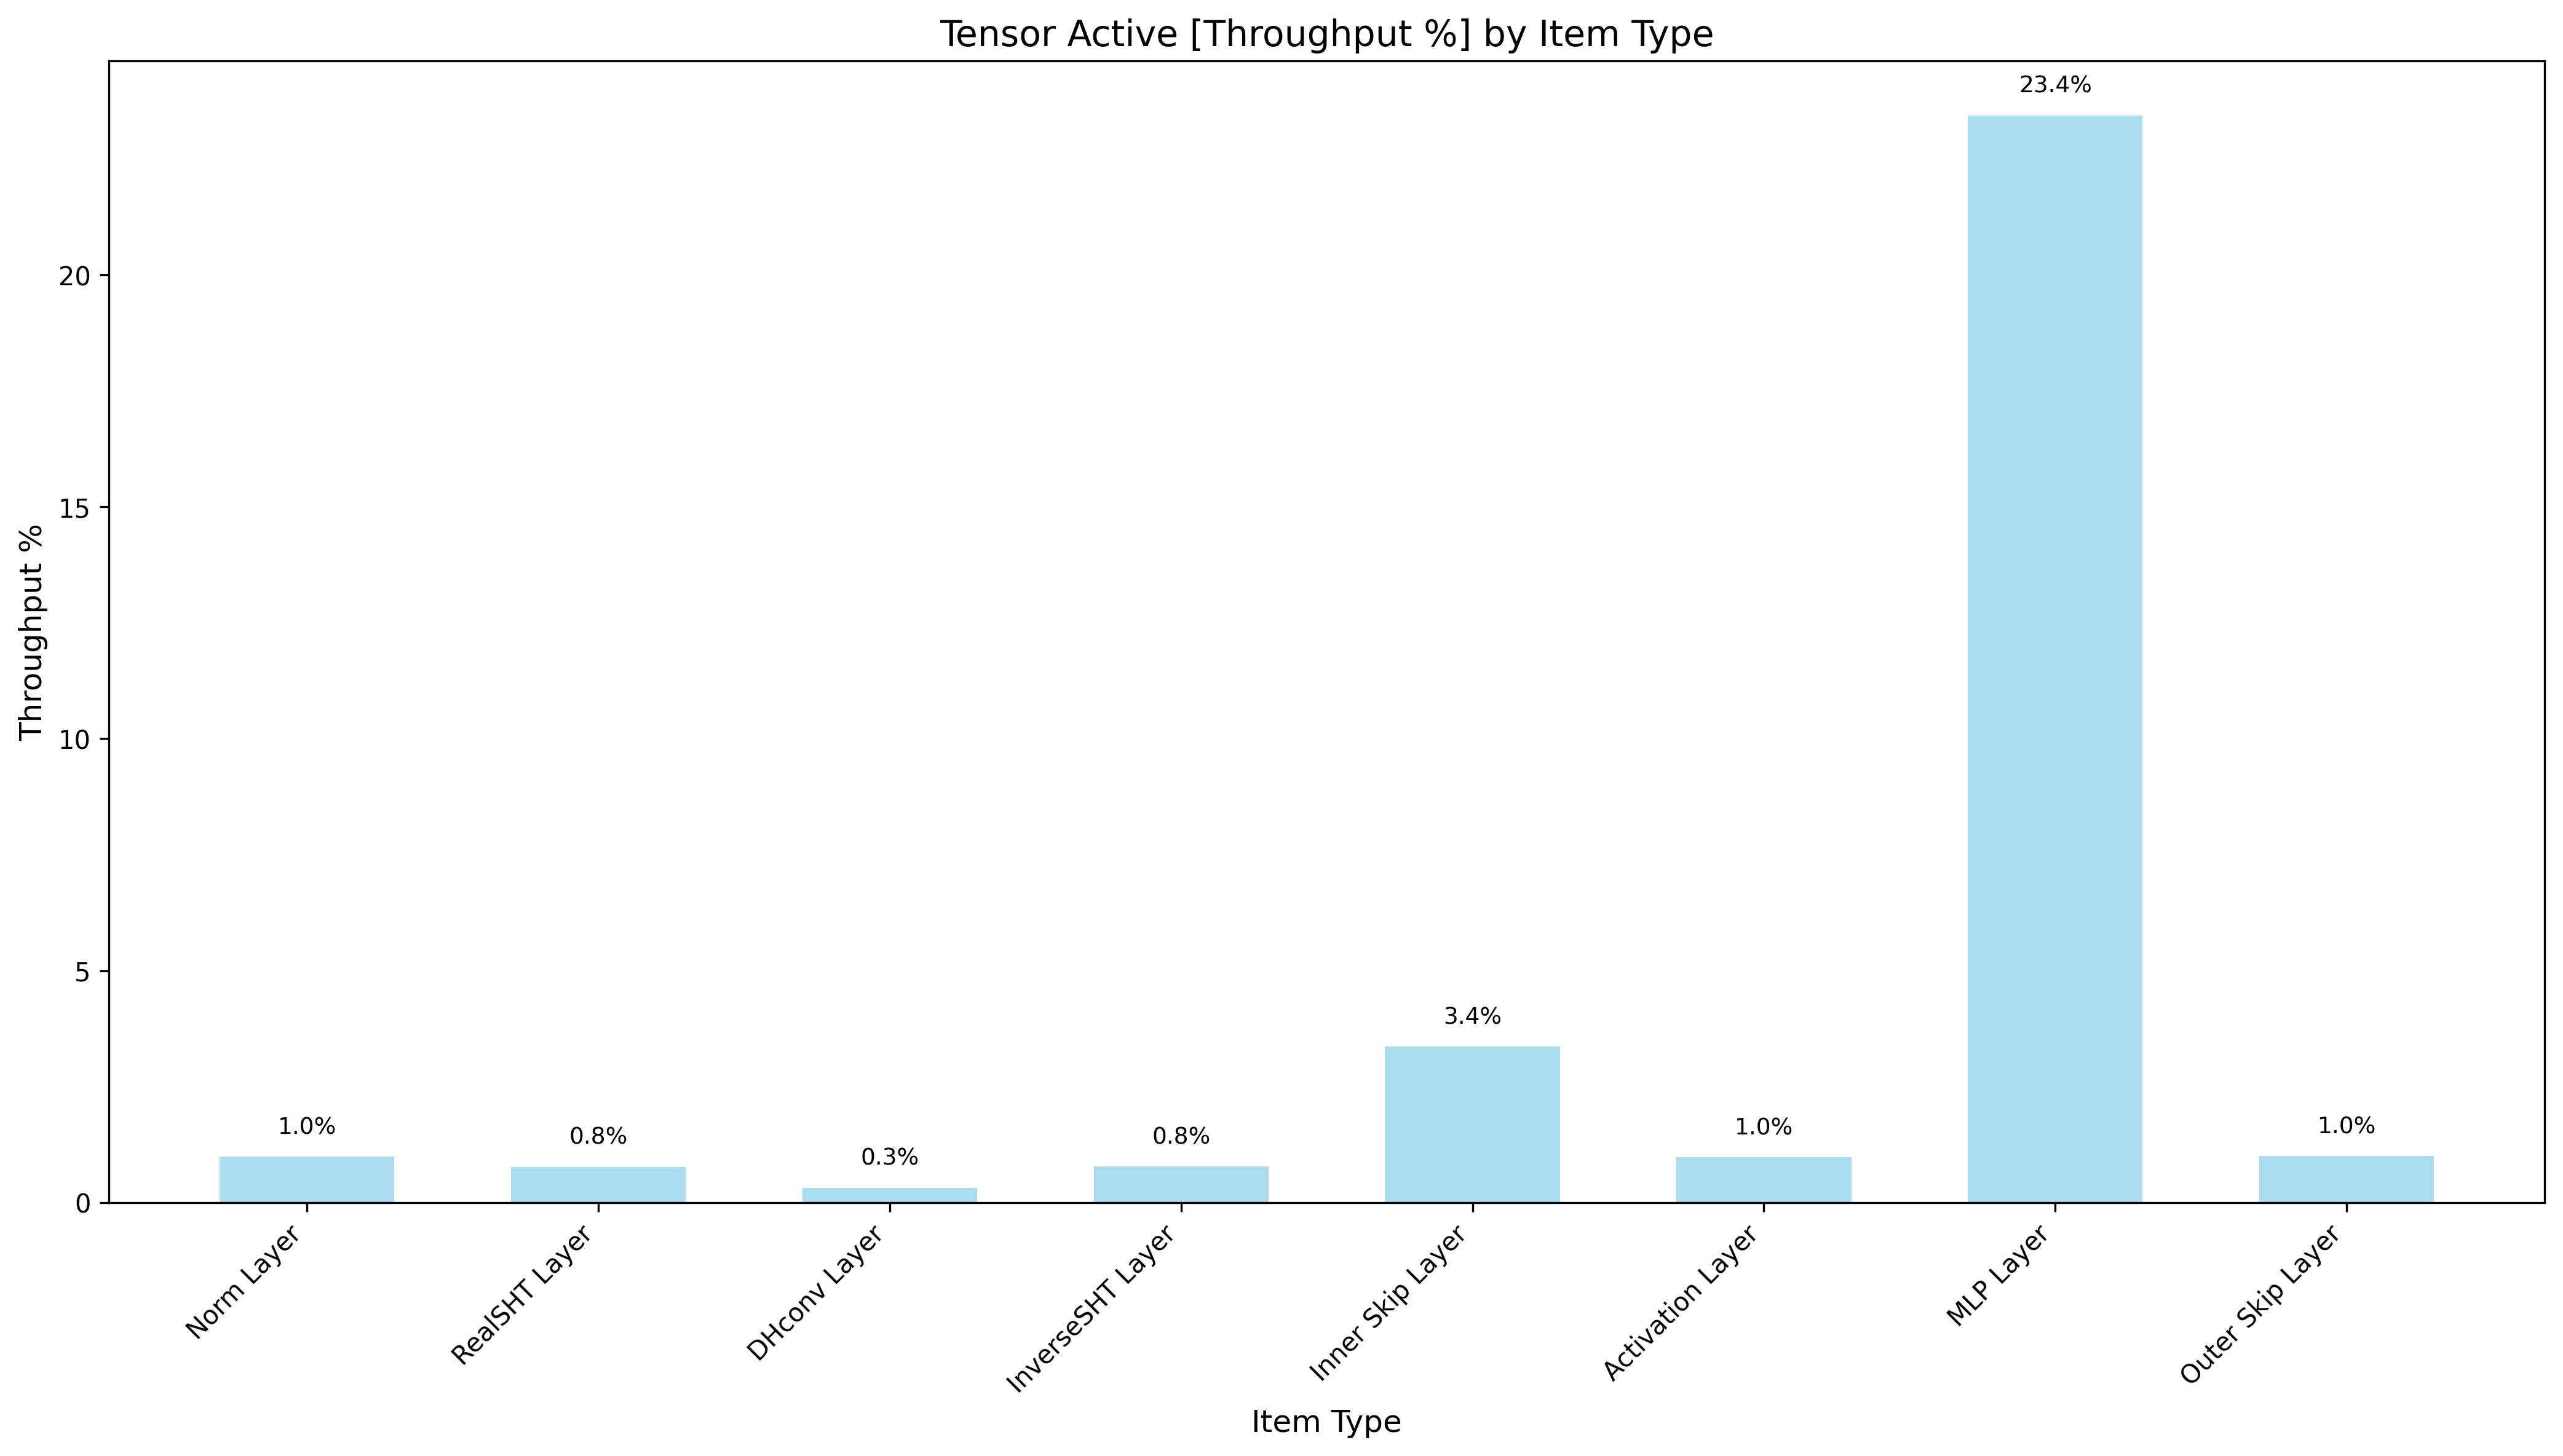 Tensor Active [Throughput %] by Item Type
Throughput %
20
15
10
5
0
1.0%
0.8%
0.3%
0.8%
3.4%
1.0%
23.4%
1.0%
Norm Layer
RealSHT Layer
DHconv Layer
InverseSHT Layer
Inner Skip Layer
Activation Layer
MLP Layer
Outer Skip Layer
Item Type